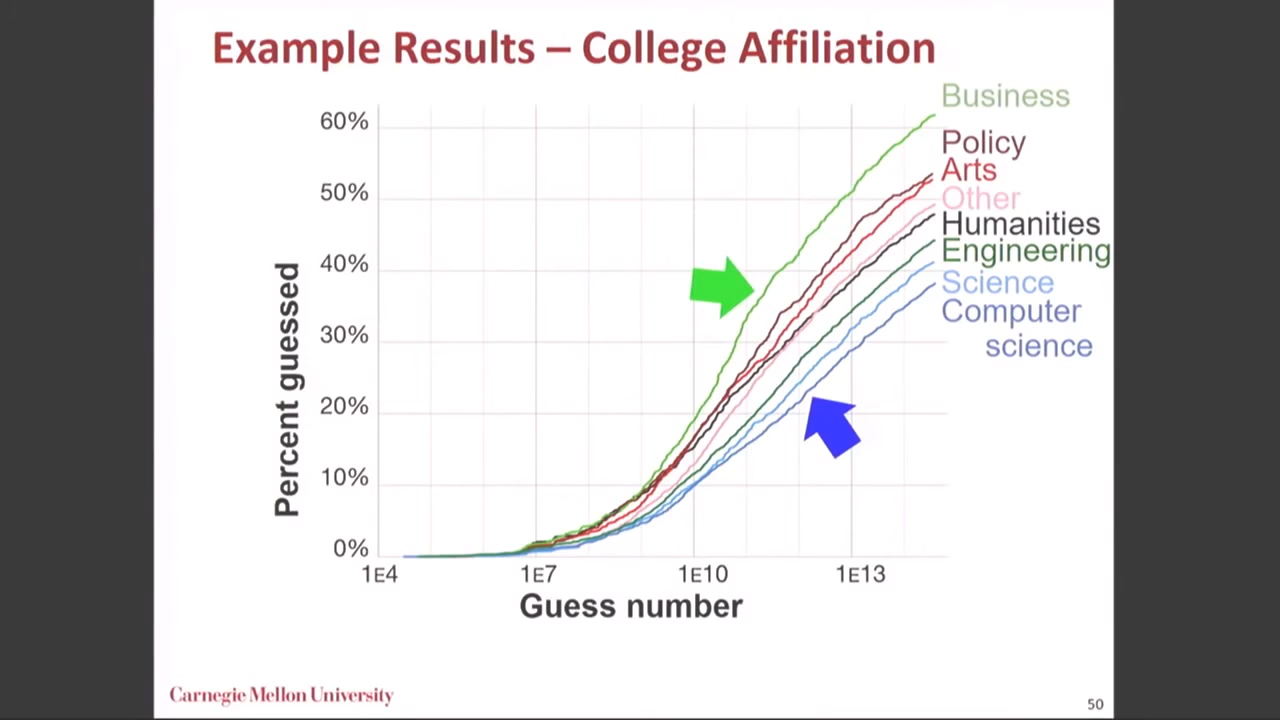 Example Results – College Affiliation
Business
Policy
Arts
Other
Humanities
Engineering
Science
Computer
science
60%
50%
40%
30%
20%
10%
0%
Percent guessed
1E4 1E7 1E10 1E13
Guess number
Carnegie Mellon University
50